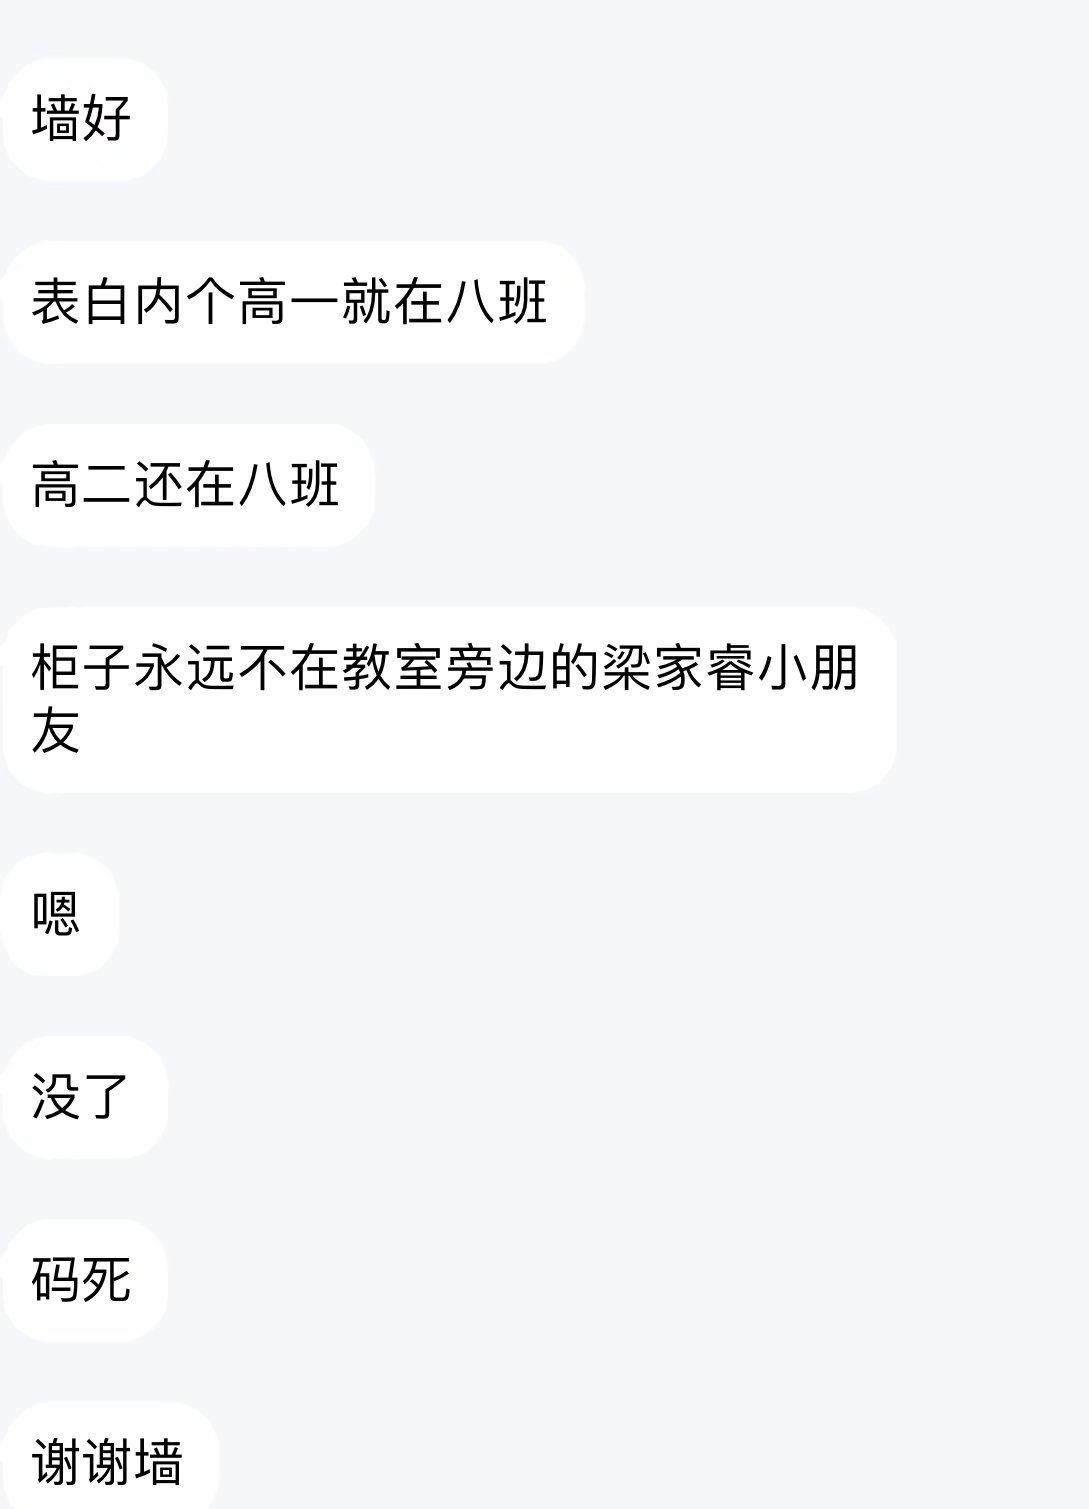 墙好
表白内个高一就在八班
高二还在八班
柜子永远不在教室旁边的梁家睿小朋
友
嗯
没了
码死
谢谢墙